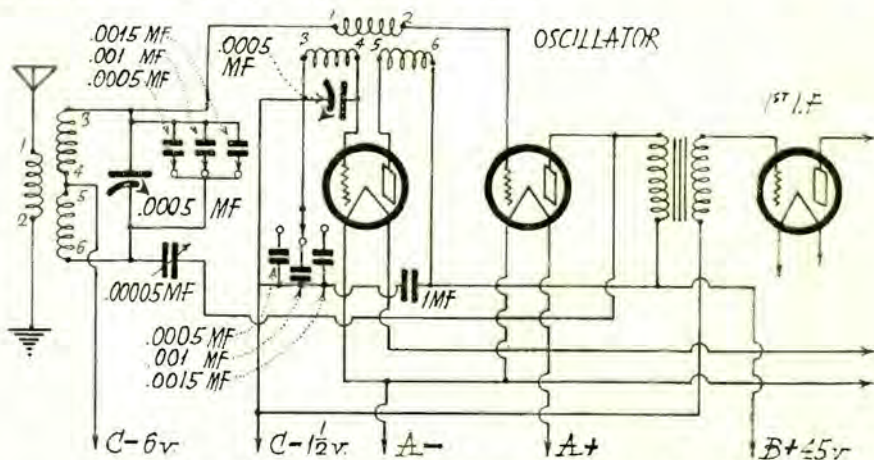 .0015 MF
.001 MF
.0005 MF
.0005
MF
OSCILLATOR
1ST I.F
1
2
3
4
5
6
1
2
3
4
5
6
.0005 MF
.00005 MF
A
1MF
.0005 MF
.001 MF
.0015 MF
C-6v.
C-1½v.
A-
A+
B+45v